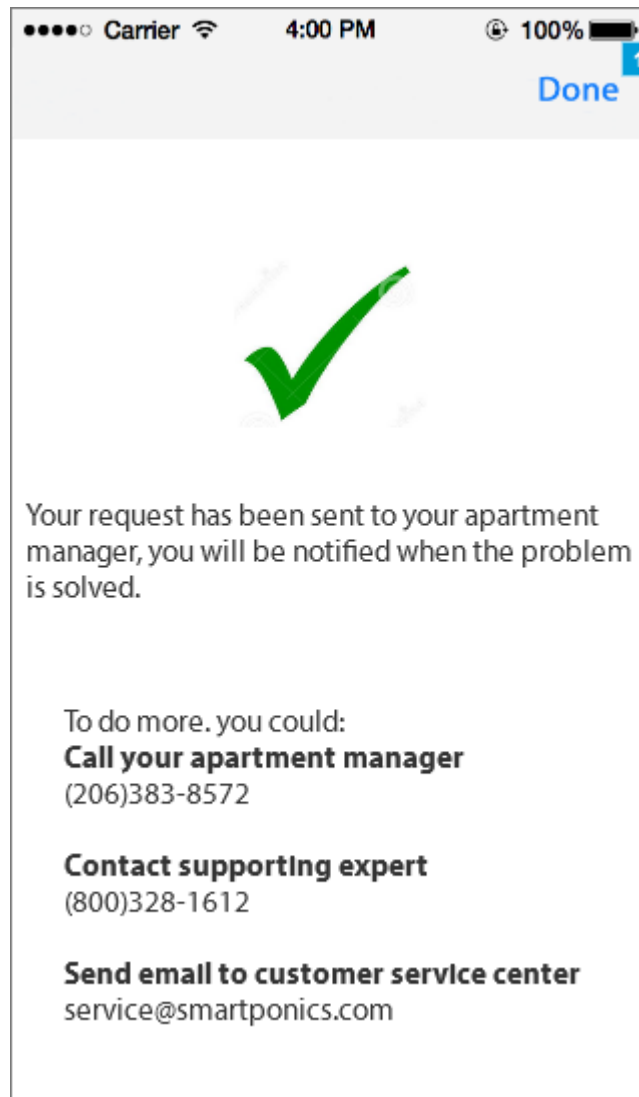 Carrier 4:00 PM 100%
Done
Your request has been sent to your apartment
manager, you will be notified when the problem
is solved.
To do more. you could:
Call your apartment manager
(206)383-8572
Contact supporting expert
(800)328-1612
Send email to customer service center
service@smartponics.com